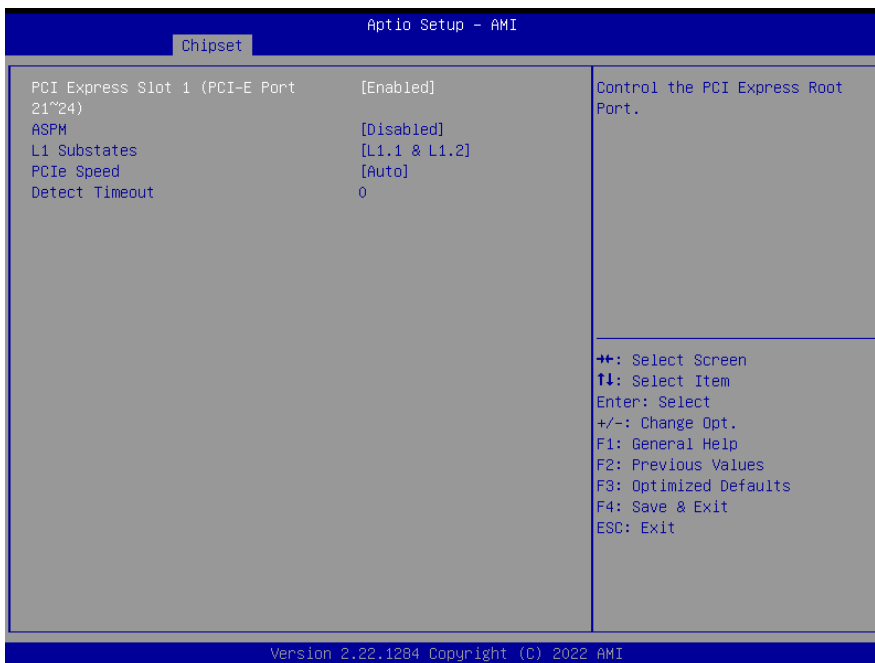 Aptio Setup – AMI
Chipset
PCI Express Slot 1 (PCI-E Port [Enabled]
21~24)
ASPM [Disabled]
L1 Substates [L1.1 & L1.2]
PCIe Speed [Auto]
Detect Timeout 0
Control the PCI Express Root
Port.
→←: Select Screen
↑↓: Select Item
Enter: Select
+/-: Change Opt.
F1: General Help
F2: Previous Values
F3: Optimized Defaults
F4: Save & Exit
ESC: Exit
Version 2.22.1284 Copyright (C) 2022 AMI